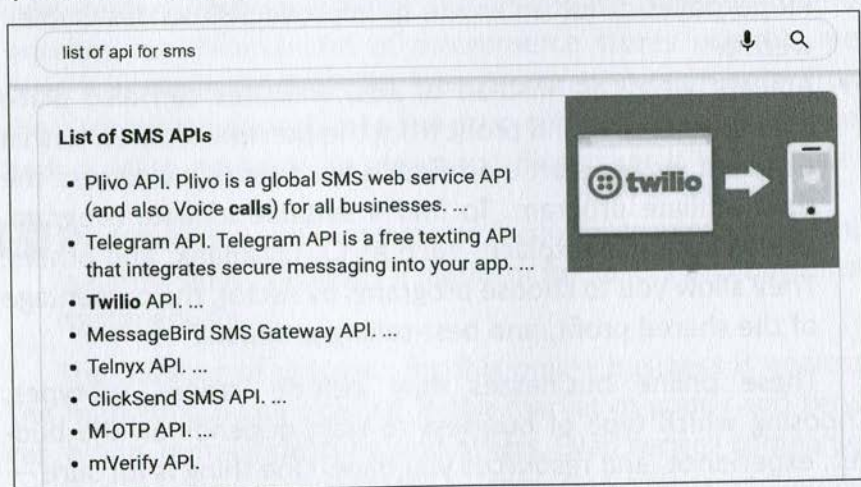 list of api for sms
List of SMS APIs
• Plivo API. Plivo is a global SMS web service API
(and also Voice calls) for all businesses. ...
• Telegram API. Telegram API is a free texting API
that integrates secure messaging into your app. ...
• Twilio API. ...
• MessageBird SMS Gateway API. ...
• Telnyx API. ...
• ClickSend SMS API. ...
• M-OTP API. ...
• mVerify API.
twilio